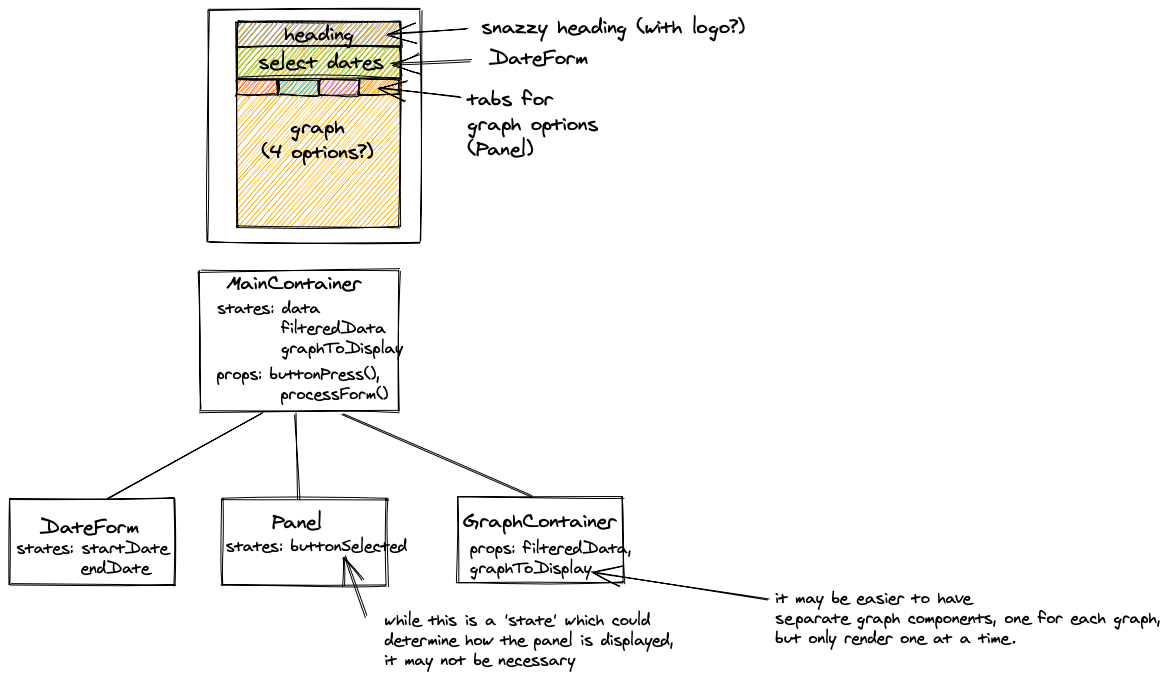 heading
snazzy heading (with logo?)
select dates
DateForm
tabs for
graph options
(Panel)
graph
(4 options?)
MainContainer
states: data
filteredData
graphToDisplay
props: buttonPress(),
processForm()
DateForm
states: startDate
endDate
Panel
states: buttonSelected
GraphContainer
props: filteredData,
graphToDisplay
while this is a 'state' which could
determine how the panel is displayed,
it may not be necessary
it may be easier to have
separate graph components, one for each graph,
but only render one at a time.